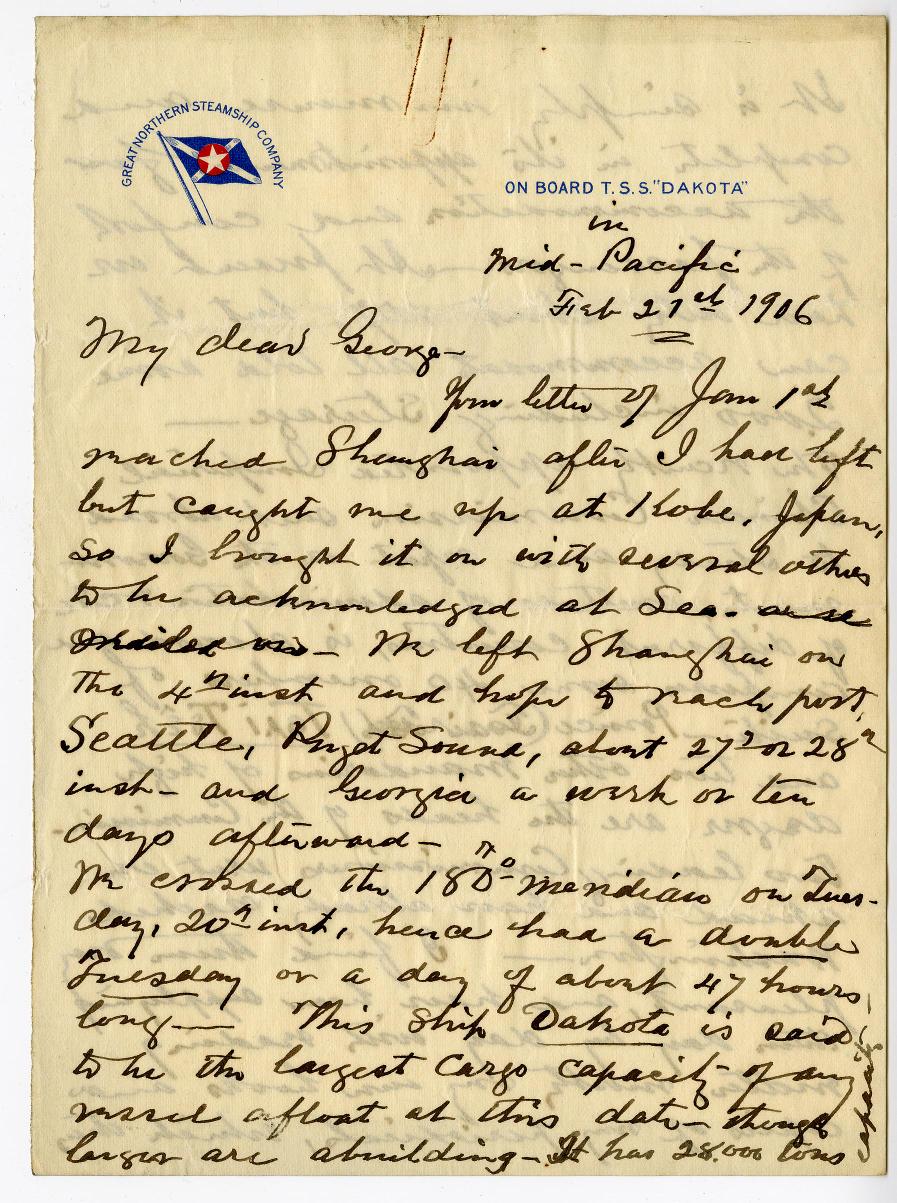 GREAT NORTHERN STEAMSHIP COMPANY
ON BOARD T.S.S. "DAKOTA"
in
Mid-Pacific
Feb 21st 1906
My dear George-
Your letter of Jan 1st
reached Shanghai after I had left
but caught me up at Kobe, Japan,
so I brought it on with several others
to be acknowledged at Sea.
- We left Shanghai on
the 4th inst and hope to reach port,
Seattle, Puget Sound, about 27th or 28th
inst- and Georgia a week or ten
days afterward-
We crossed the 180th° meridian on Tues-
day, 20th inst, hence had a double
Tuesday or a day of about 47 hours
long— This ship Dakota is said
to be the largest cargo capacity of any
vessel afloat at this date- though
larger are abuilding- It has 28.000 tons
capacity-